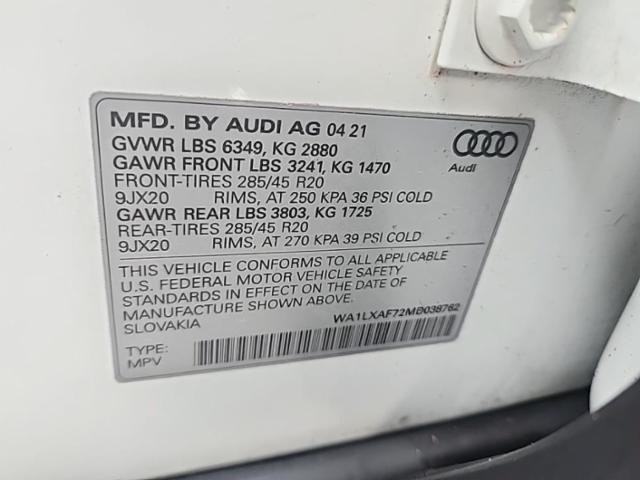 MFD. BY AUDI AG 04 21
GVWR LBS 6349, KG 2880
GAWR FRONT LBS 3241, KG 1470
FRONT-TIRES 285/45 R20
9JX20 RIMS, AT 250 KPA 36 PSI COLD
GAWR REAR LBS 3803, KG 1725
REAR-TIRES 285/45 R20
9JX20 RIMS, AT 270 KPA 39 PSI COLD
Audi
THIS VEHICLE CONFORMS TO ALL APPLICABLE
U.S. FEDERAL MOTOR VEHICLE SAFETY
STANDARDS IN EFFECT ON THE DATE OF
MANUFACTURE SHOWN ABOVE.
SLOVAKIA
WA1LXAF72MD038762
TYPE:
MPV